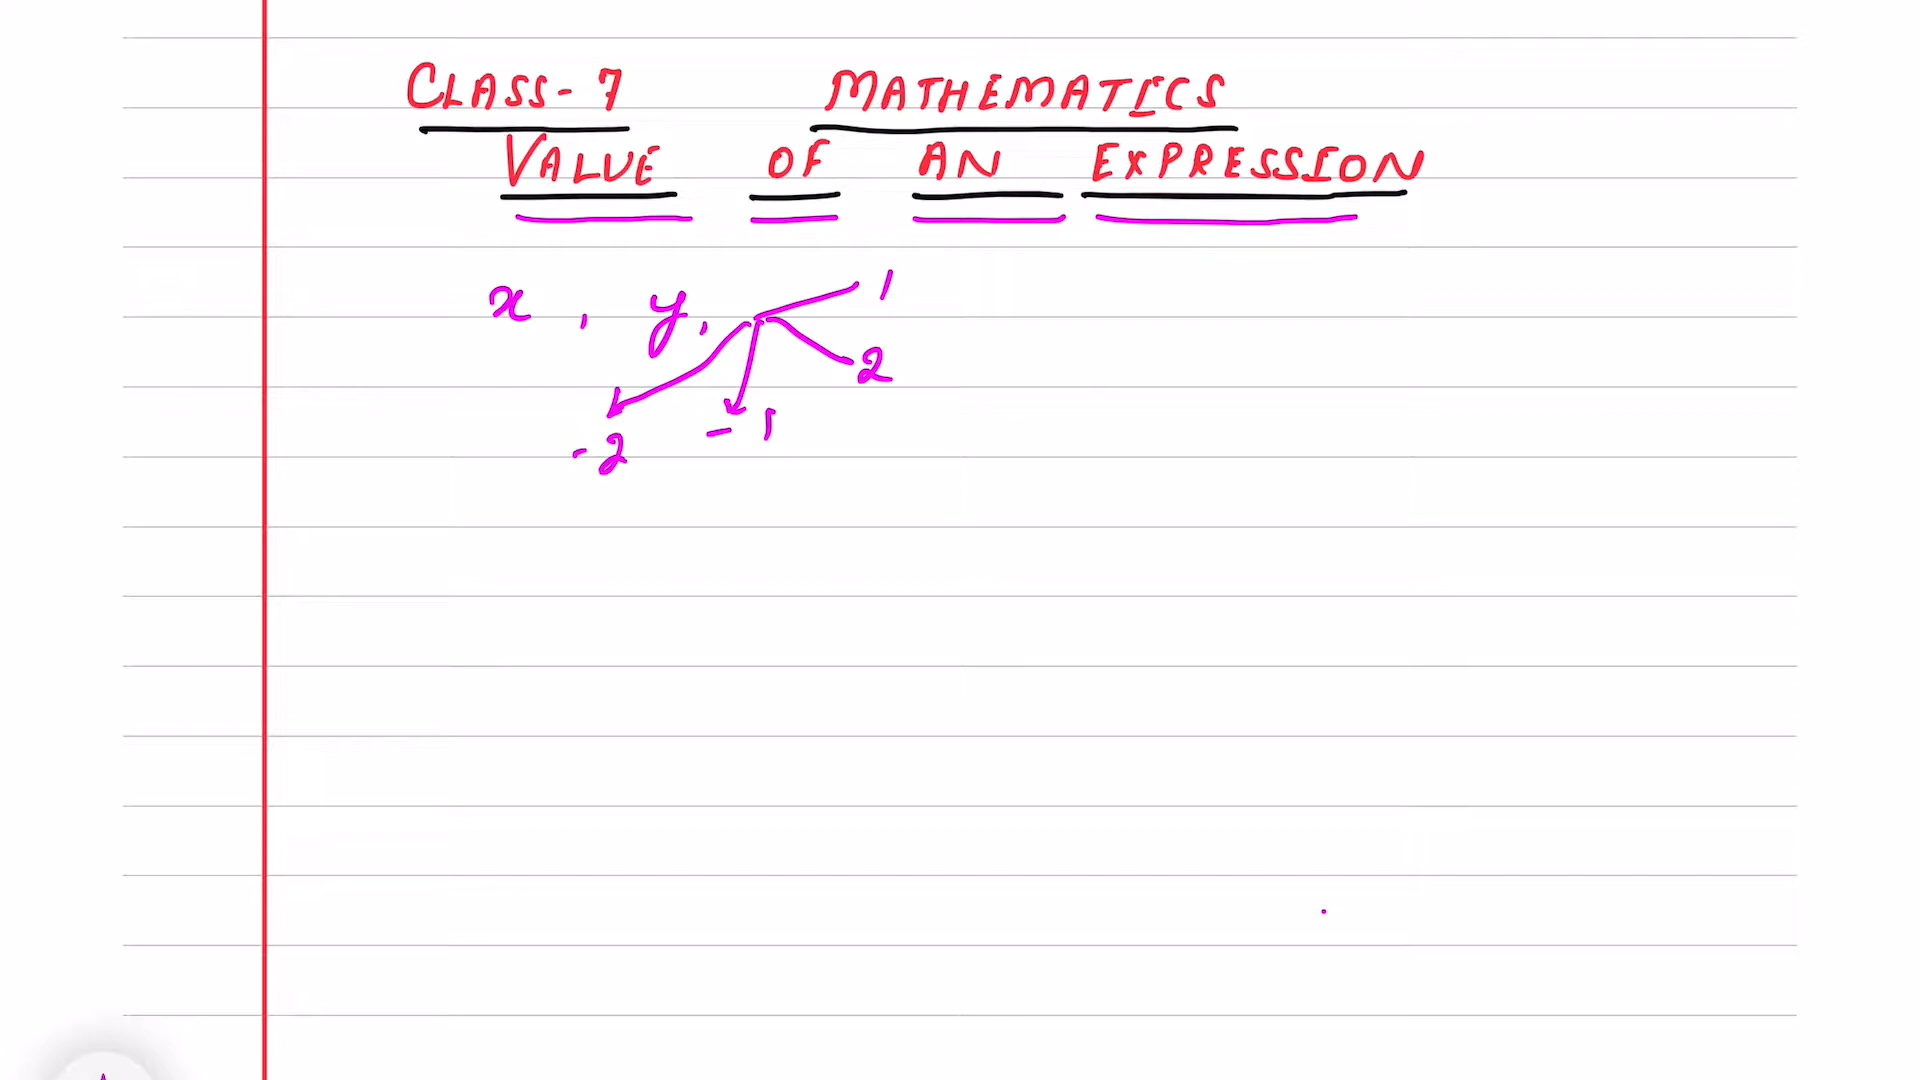 CLASS-7 MATHEMATICS
VALUE OF AN EXPRESSION
x , y, 1
2
-2 -1